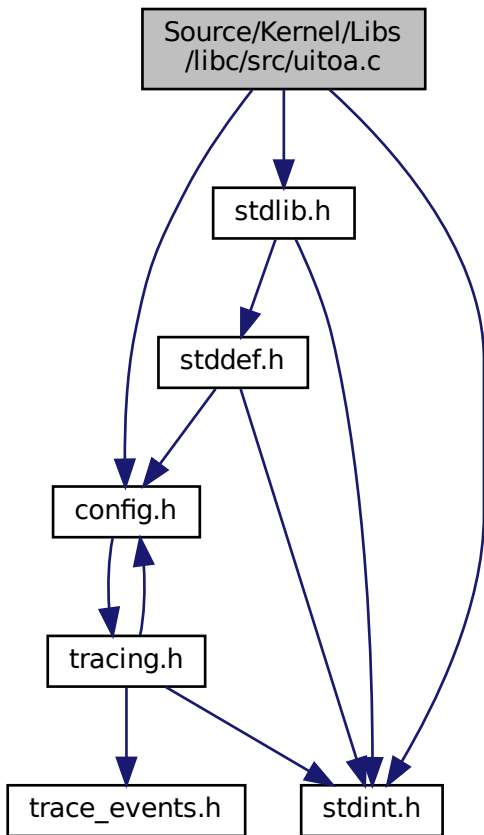 Source/Kernel/Libs
/libc/src/uitoa.c
stdlib.h
stddef.h
config.h
tracing.h
trace_events.h
stdint.h